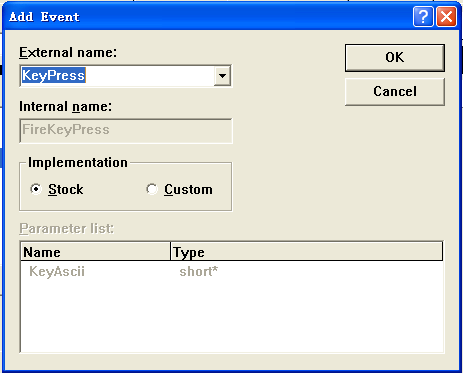 Add Event
External name:
KeyPress
OK
Cancel
Internal name:
FireKeyPress
Implementation
Stock Custom
Parameter list:
Name Type
KeyAscii short*